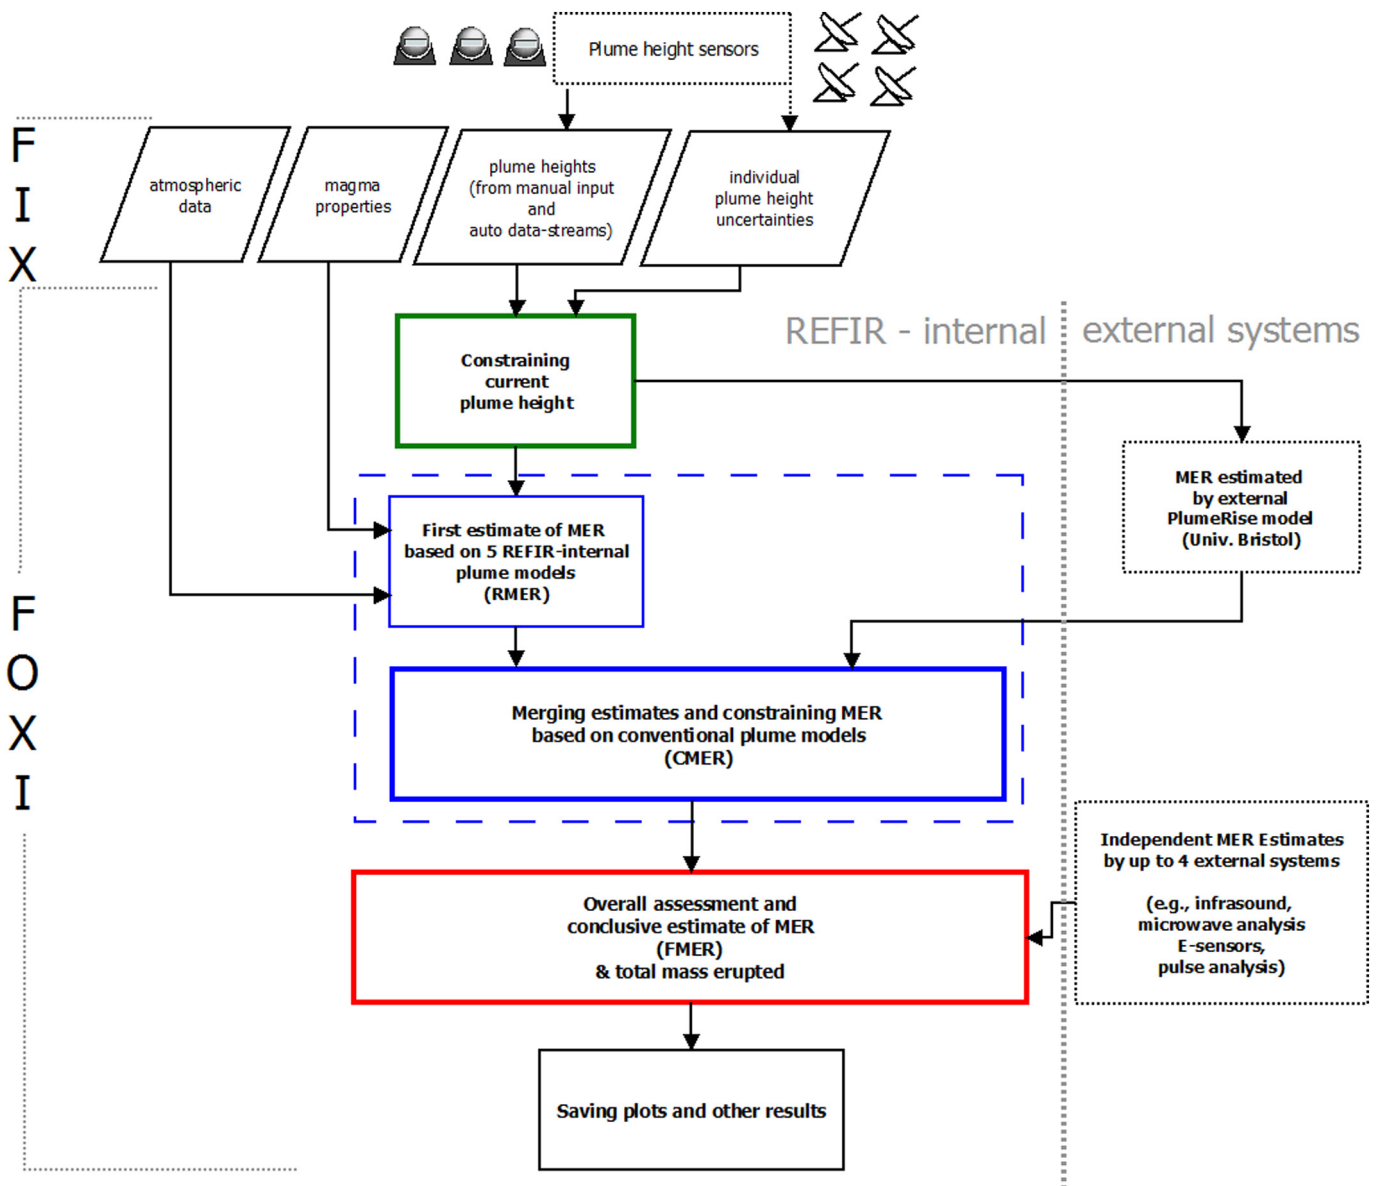 Plume height sensors
F
I
X
atmospheric
data
magma
properties
plume heights
(from manual input
and
auto data-streams)
individual
plume height
uncertainties
REFIR - internal
external systems
Constraining
current
plume height
MER estimated
by external
PlumeRise model
(Univ. Bristol)
First estimate of MER
based on 5 REFIR-internal
plume models
(RMER)
F
O
X
I
Merging estimates and constraining MER
based on conventional plume models
(CMER)
Independent MER Estimates
by up to 4 external systems
(e.g., infrasound,
microwave analysis
E-sensors,
pulse analysis)
Overall assessment and
conclusive estimate of MER
(FMER)
& total mass erupted
Saving plots and other results